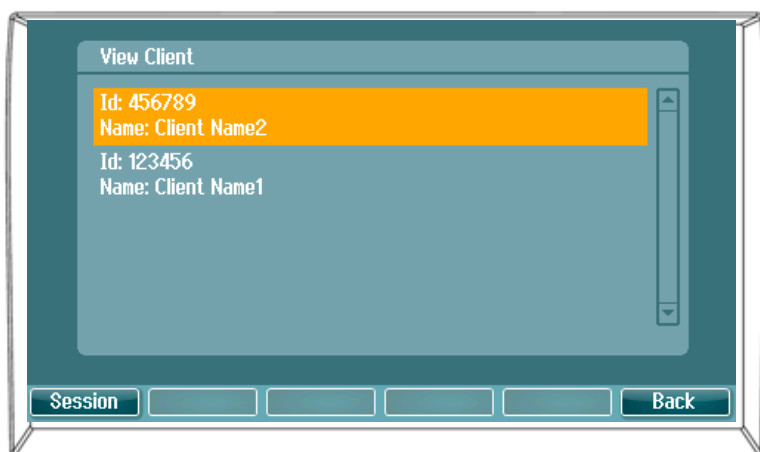 View Client
Id: 456789
Name: Client Name2
Id: 123456
Name: Client Name1
Session
Back